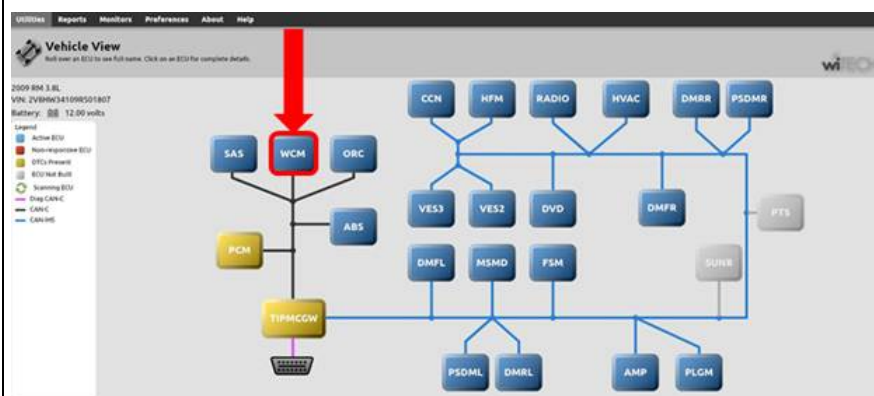 Utilities Reports Monitors Preferences About Help
Vehicle View
Roll over an ECU to see full name. Click on an ECU for complete details.
wiTECH
2009 RM 3.8L
VIN: 2V8HW34109R501807
Battery: 12.00 volts
Legend
Active ECU
Non-responsive ECU
DTCs Present
ECU Not Built
Scanning ECU
Diag CAN-C
CAN-C
CAN-IHS
CCN HFM RADIO HVAC DMRR PSDMR
SAS WCM ORC
VES3 VES2 DVD DMFR PTS
ABS
PCM
DMFL MSMD FSM SUNR
TIPMCGW
PSDML DMRL AMP PLGM